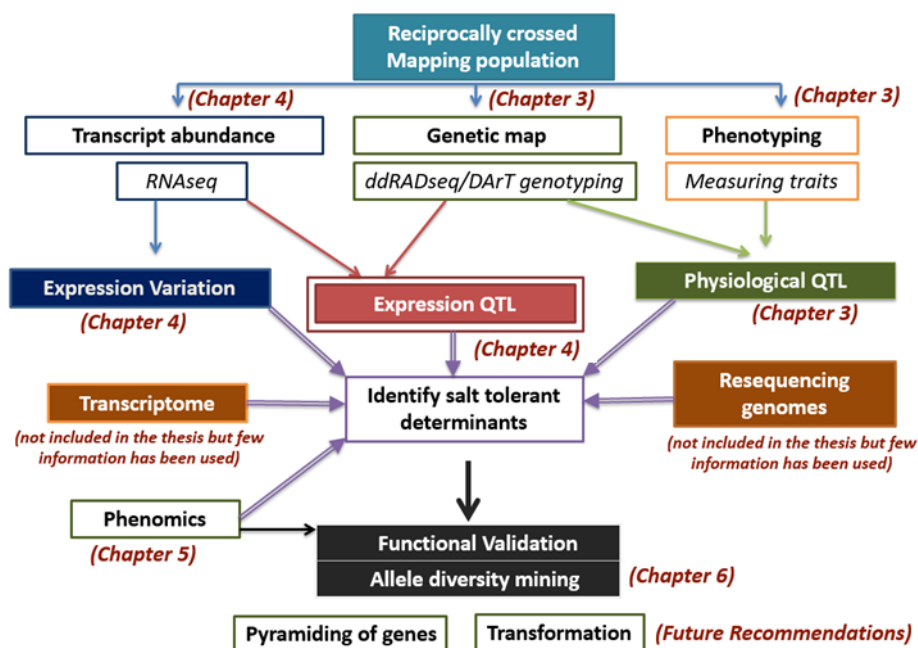 Reciprocally crossed
Mapping population
(Chapter 4)
(Chapter 3)
(Chapter 3)
Transcript abundance
Genetic map
Phenotyping
RNAseq
ddRADseq/DArT genotyping
Measuring traits
Expression Variation
Expression QTL
Physiological QTL
(Chapter 4)
(Chapter 4)
(Chapter 3)
Transcriptome
(not included in the thesis but few
information has been used)
Identify salt tolerant
determinants
Resequencing
genomes
(not included in the thesis but few
information has been used)
Phenomics
(Chapter 5)
Functional Validation
Allele diversity mining
(Chapter 6)
Pyramiding of genes
Transformation
(Future Recommendations)